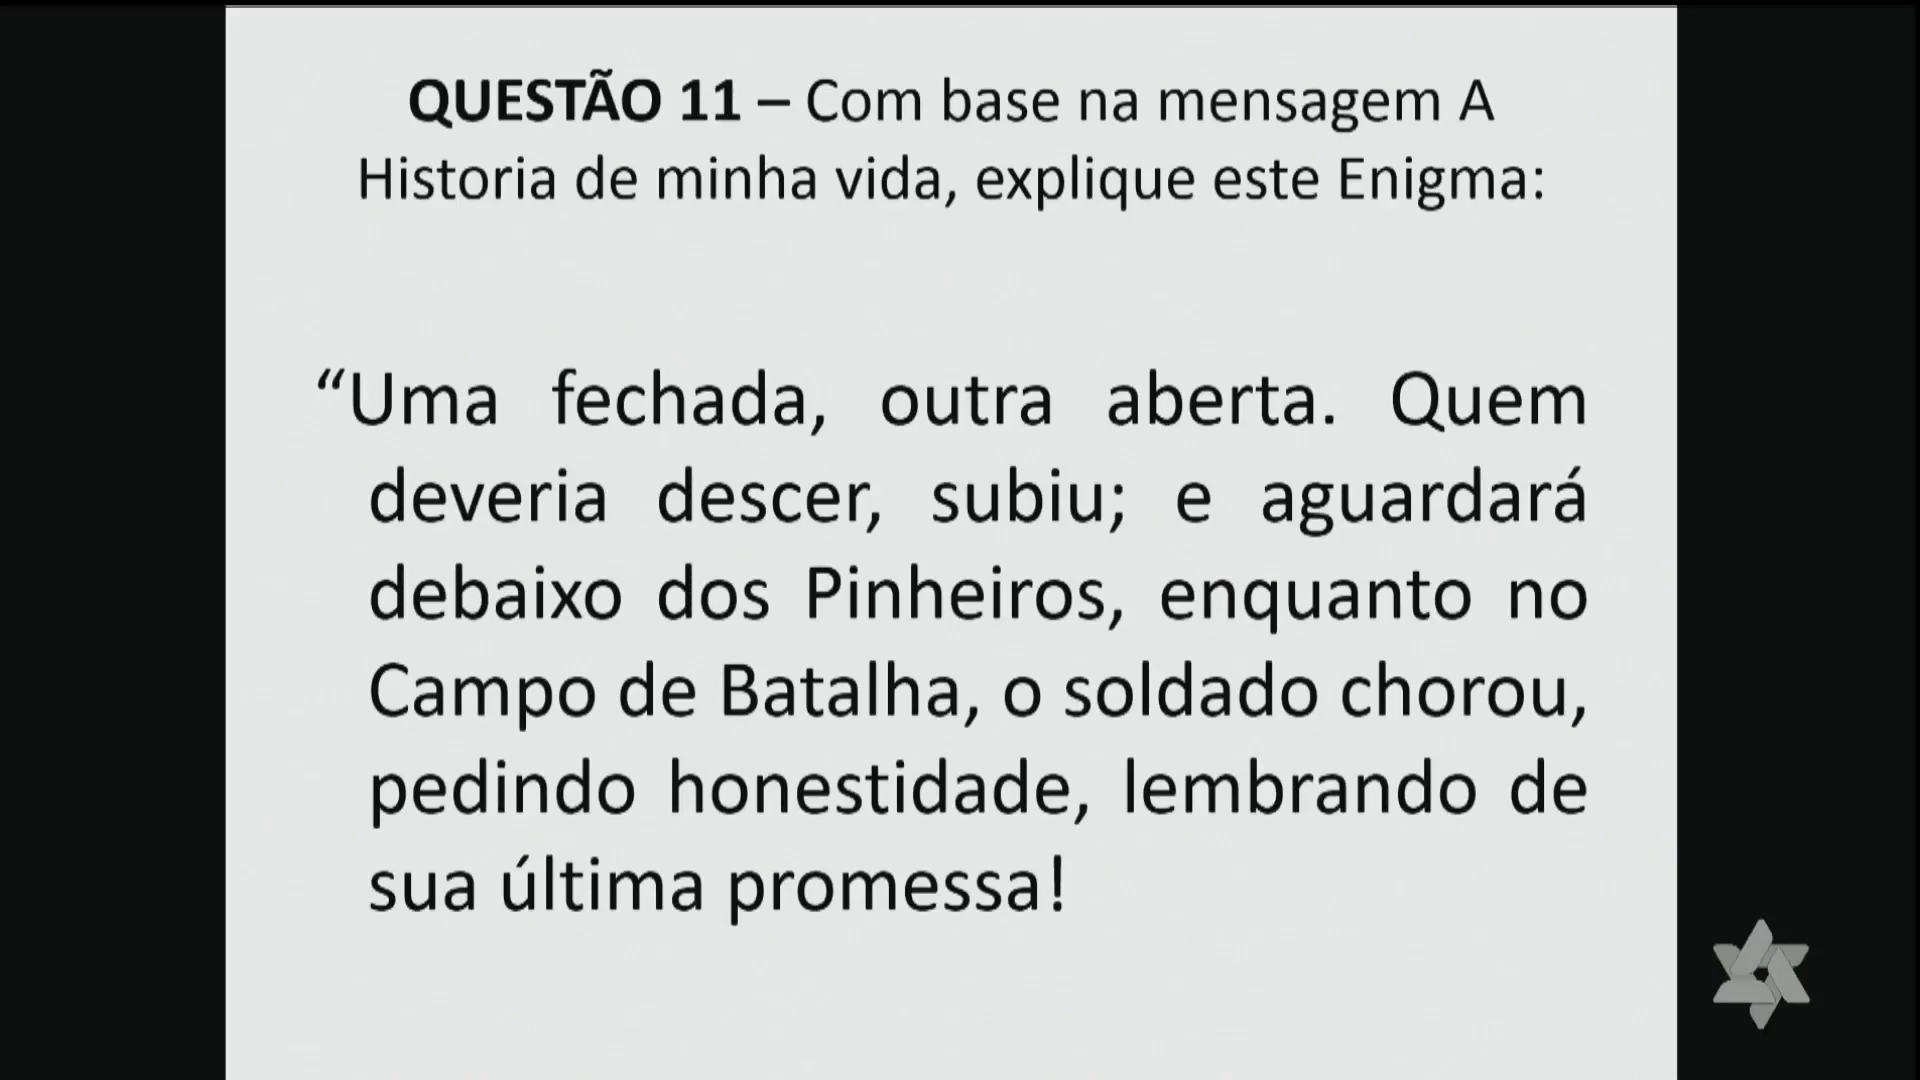 QUESTÃO 11 – Com base na mensagem A
Historia de minha vida, explique este Enigma:
“Uma fechada, outra aberta. Quem
deveria descer, subiu; e aguardará
debaixo dos Pinheiros, enquanto no
Campo de Batalha, o soldado chorou,
pedindo honestidade, lembrando de
sua última promessa!